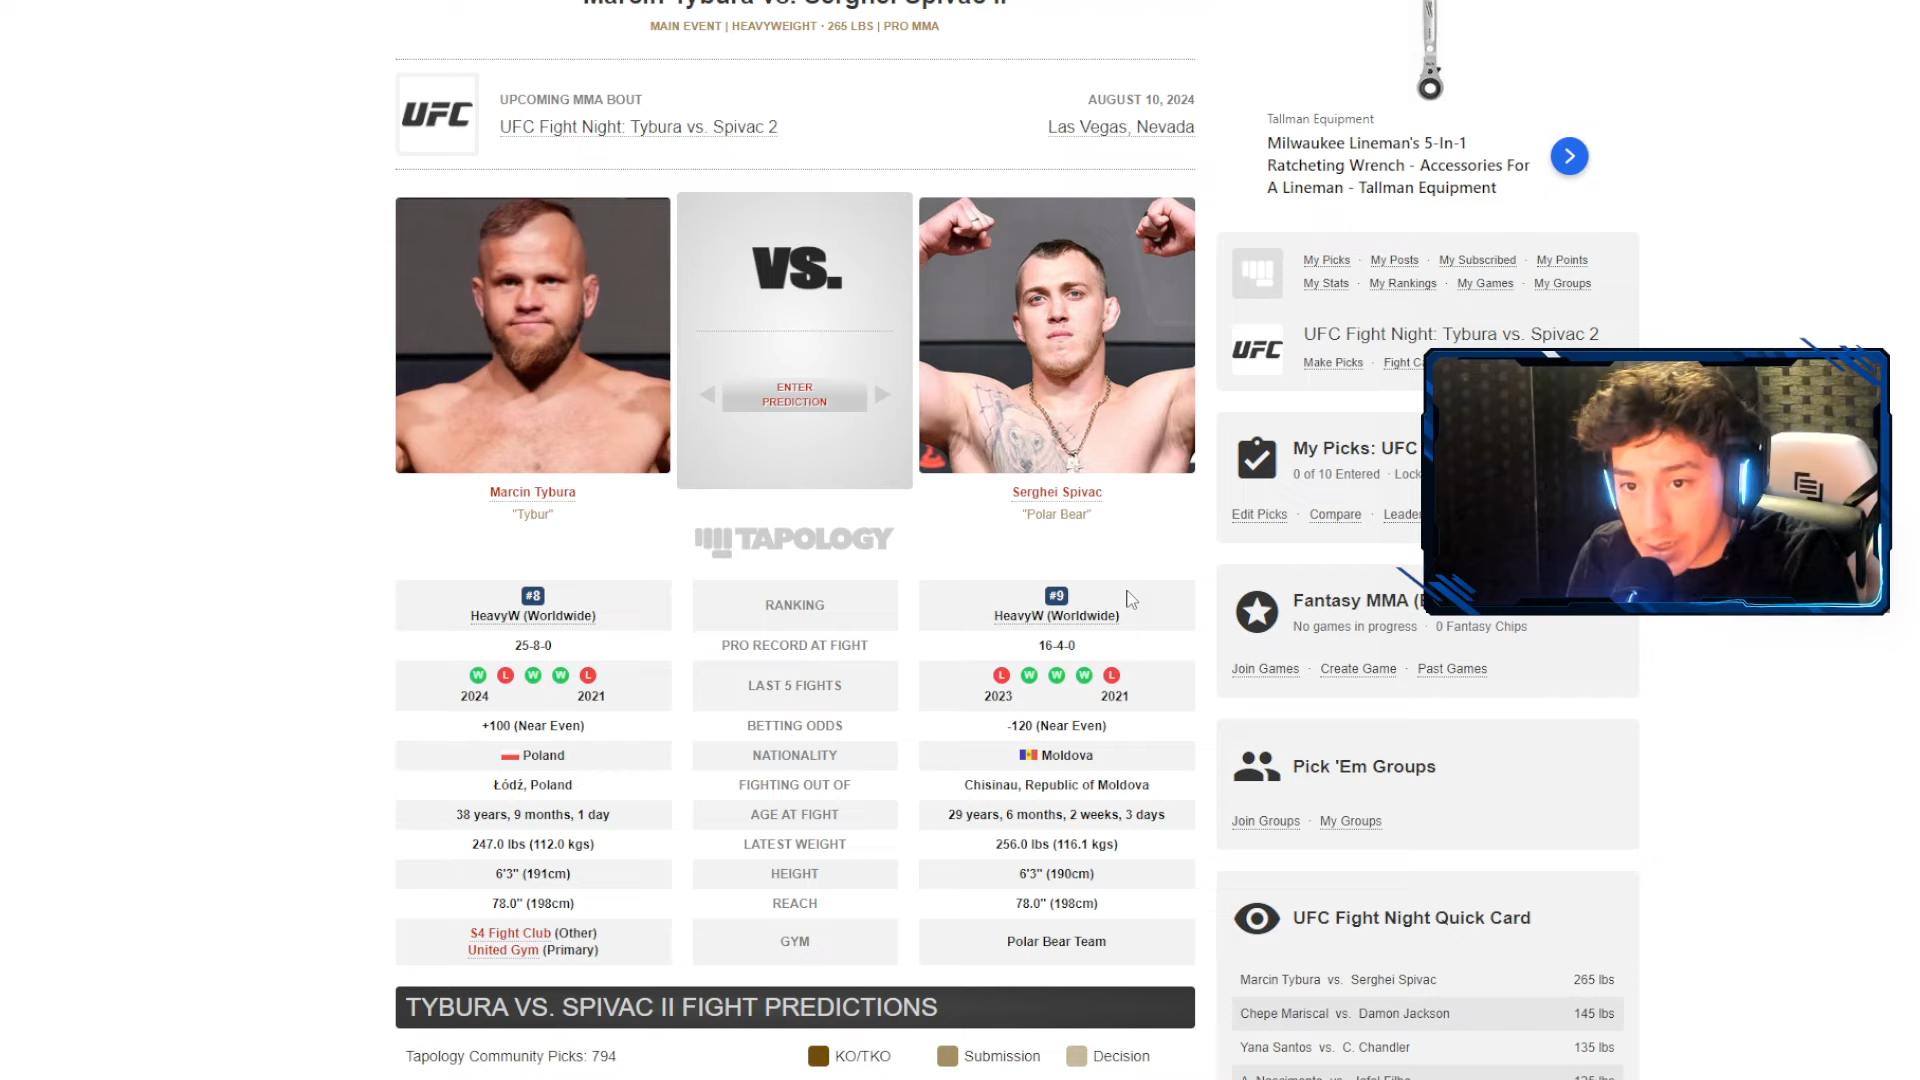 Marcin Tybura vs. Serghei Spivac II
MAIN EVENT | HEAVYWEIGHT · 265 LBS | PRO MMA
UFC
UPCOMING MMA BOUT
AUGUST 10, 2024
UFC Fight Night: Tybura vs. Spivac 2
Las Vegas, Nevada
VS.
ENTER
PREDICTION
Marcin Tybura
"Tybur"
Serghei Spivac
"Polar Bear"
TAPOLOGY
#8
HeavyW (Worldwide)
RANKING
#9
HeavyW (Worldwide)
25-8-0
PRO RECORD AT FIGHT
16-4-0
W L W W L
2024 2021
LAST 5 FIGHTS
L W W W L
2023 2021
+100 (Near Even)
BETTING ODDS
-120 (Near Even)
Poland
NATIONALITY
Moldova
Łódź, Poland
FIGHTING OUT OF
Chisinau, Republic of Moldova
38 years, 9 months, 1 day
AGE AT FIGHT
29 years, 6 months, 2 weeks, 3 days
247.0 lbs (112.0 kgs)
LATEST WEIGHT
256.0 lbs (116.1 kgs)
6'3" (191cm)
HEIGHT
6'3" (190cm)
78.0" (198cm)
REACH
78.0" (198cm)
S4 Fight Club (Other)
United Gym (Primary)
GYM
Polar Bear Team
TYBURA VS. SPIVAC II FIGHT PREDICTIONS
Tapology Community Picks: 794
KO/TKO
Submission
Decision
Tallman Equipment
Milwaukee Lineman's 5-In-1
Ratcheting Wrench - Accessories For
A Lineman - Tallman Equipment
My Picks · My Posts · My Subscribed · My Points
My Stats · My Rankings · My Games · My Groups
UFC
UFC Fight Night: Tybura vs. Spivac 2
Make Picks · Fight
My Picks: UFC
0 of 10 Entered · Lock
Edit Picks · Compare · Leader
Fantasy MMA
No games in progress · 0 Fantasy Chips
Join Games · Create Game · Past Games
Pick 'Em Groups
Join Groups · My Groups
UFC Fight Night Quick Card
Marcin Tybura vs. Serghei Spivac 265 lbs
Chepe Mariscal vs. Damon Jackson 145 lbs
Yana Santos vs. C. Chandler 135 lbs